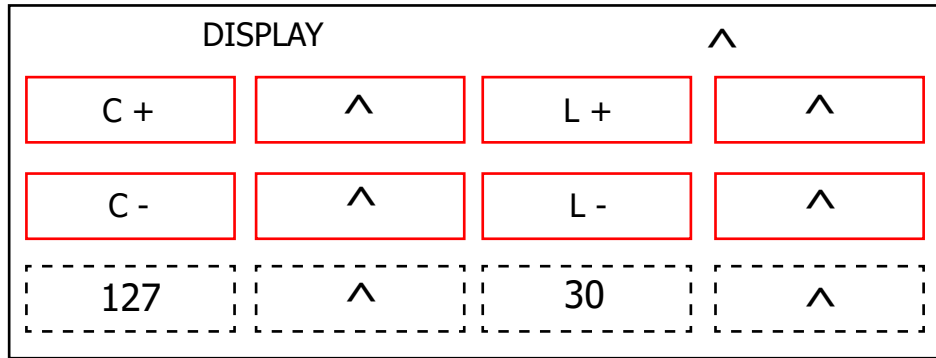 DISPLAY ^
C + ^ L + ^
C - ^ L - ^
127 ^ 30 ^